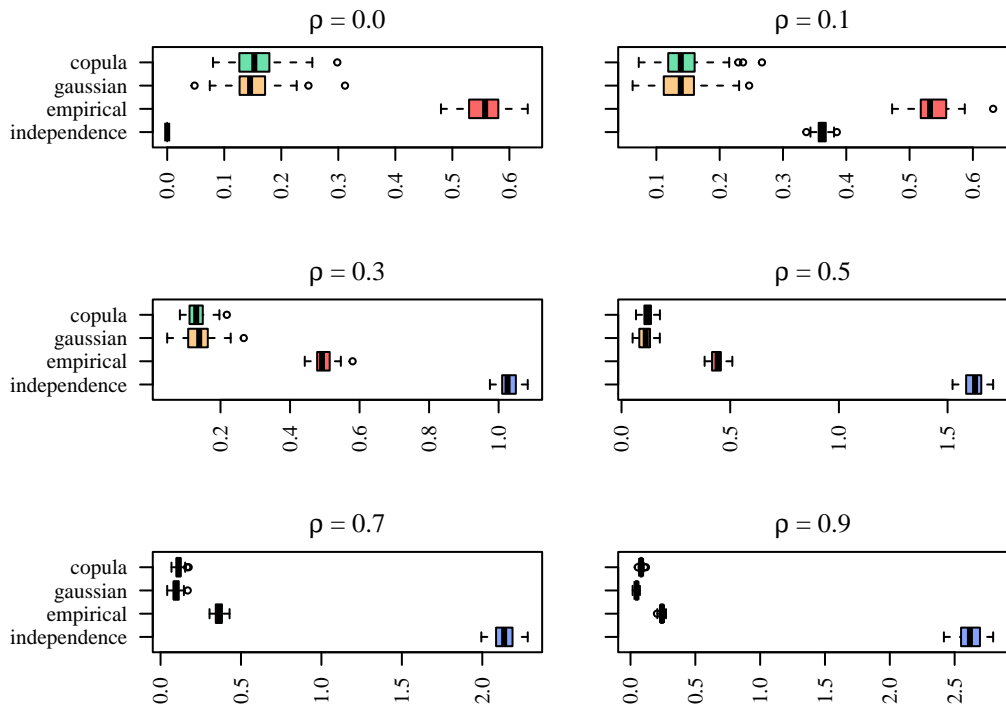 ρ = 0.0
copula
gaussian
empirical
independence
0.0 0.1 0.2 0.3 0.4 0.5 0.6
ρ = 0.1
0.1 0.2 0.3 0.4 0.5 0.6
ρ = 0.3
copula
gaussian
empirical
independence
0.2 0.4 0.6 0.8 1.0
ρ = 0.5
0.0 0.5 1.0 1.5
ρ = 0.7
copula
gaussian
empirical
independence
0.0 0.5 1.0 1.5 2.0
ρ = 0.9
0.0 0.5 1.0 1.5 2.0 2.5